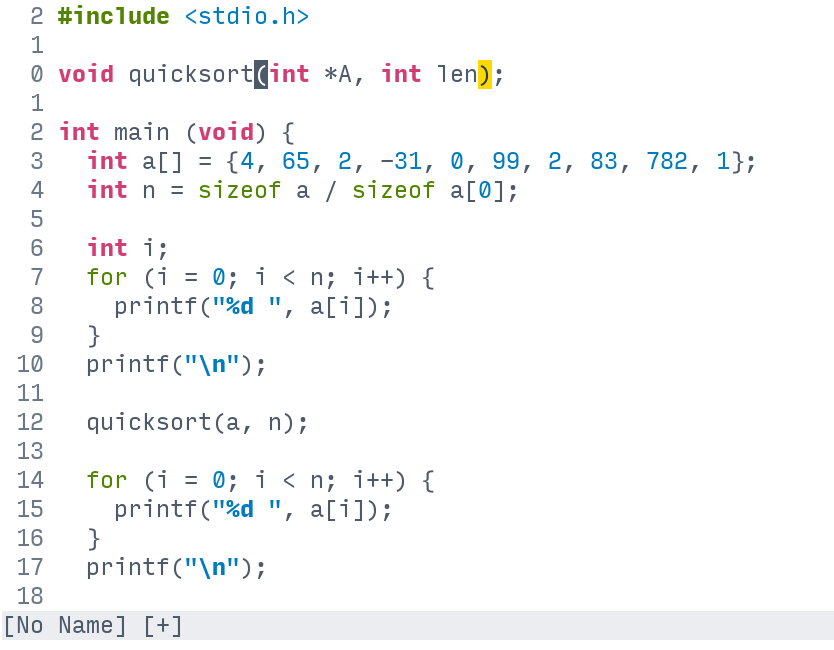 2 #include <stdio.h>
1
0 void quicksort(int *A, int len);
1
2 int main (void) {
3   int a[] = {4, 65, 2, -31, 0, 99, 2, 83, 782, 1};
4   int n = sizeof a / sizeof a[0];
5
6   int i;
7   for (i = 0; i < n; i++) {
8     printf("%d ", a[i]);
9   }
10   printf("\n");
11
12   quicksort(a, n);
13
14   for (i = 0; i < n; i++) {
15     printf("%d ", a[i]);
16   }
17   printf("\n");
18
[No Name] [+]